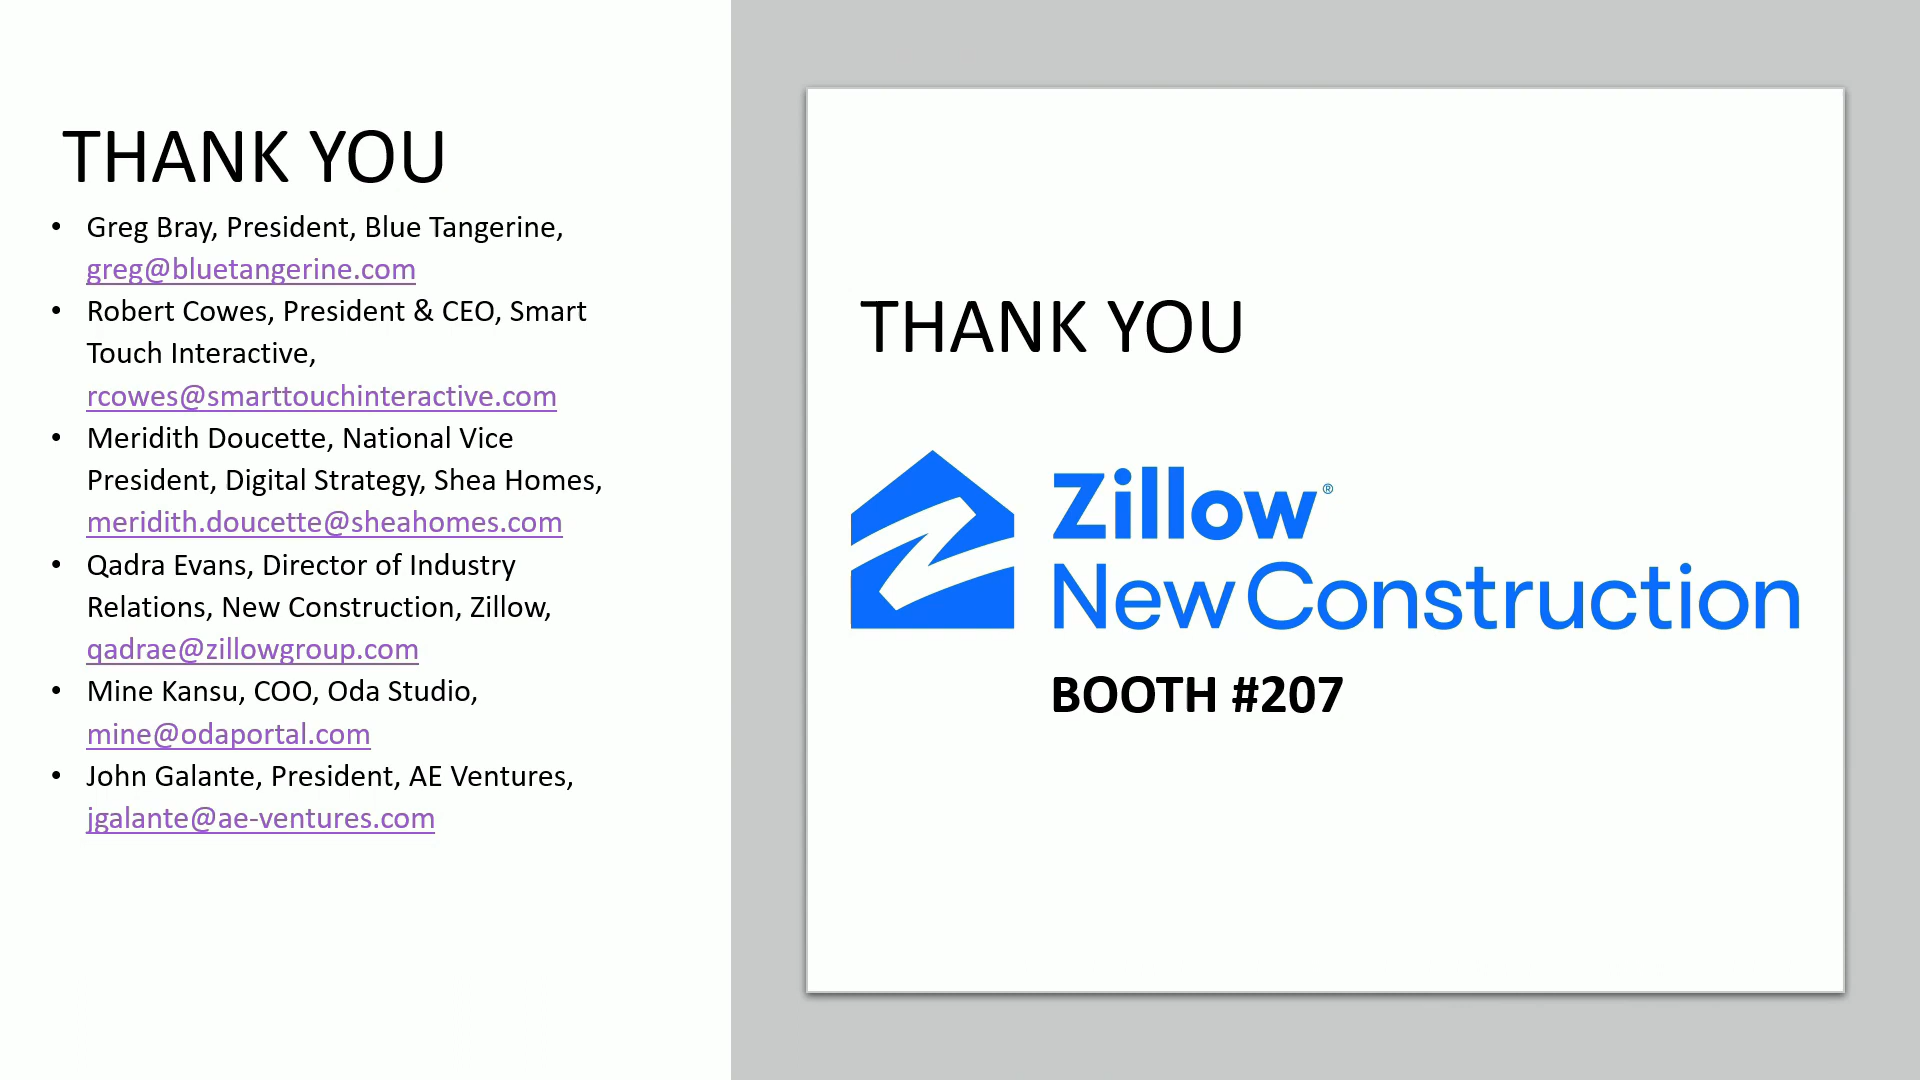 THANK YOU
• Greg Bray, President, Blue Tangerine,
greg@bluetangerine.com
• Robert Cowes, President & CEO, Smart
Touch Interactive,
rcowes@smarttouchinteractive.com
• Meridith Doucette, National Vice
President, Digital Strategy, Shea Homes,
meridith.doucette@sheahomes.com
• Qadra Evans, Director of Industry
Relations, New Construction, Zillow,
qadrae@zillowgroup.com
• Mine Kansu, COO, Oda Studio,
mine@odaportal.com
• John Galante, President, AE Ventures,
jgalante@ae-ventures.com
THANK YOU
Zillow®
New Construction
BOOTH #207